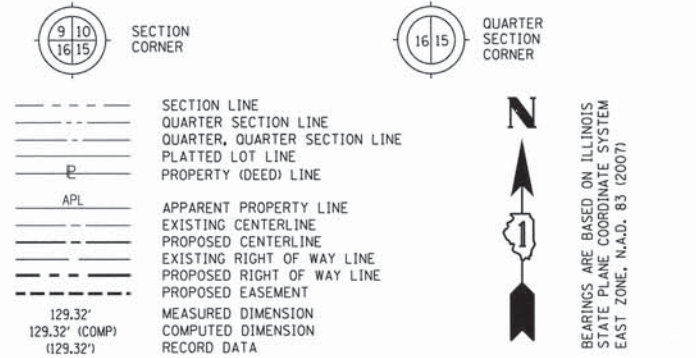 9 10
16 15
SECTION
CORNER
16 15
QUARTER
SECTION
CORNER
SECTION LINE
QUARTER SECTION LINE
QUARTER, QUARTER SECTION LINE
PLATTED LOT LINE
PROPERTY (DEED) LINE
APL
APPARENT PROPERTY LINE
EXISTING CENTERLINE
PROPOSED CENTERLINE
EXISTING RIGHT OF WAY LINE
PROPOSED RIGHT OF WAY LINE
PROPOSED EASEMENT
129.32' MEASURED DIMENSION
129.32' (COMP) COMPUTED DIMENSION
(129.32') RECORD DATA
N
1
BEARINGS ARE BASED ON ILLINOIS
STATE PLANE COORDINATE SYSTEM
EAST ZONE, N.A.D. 83 (2007)